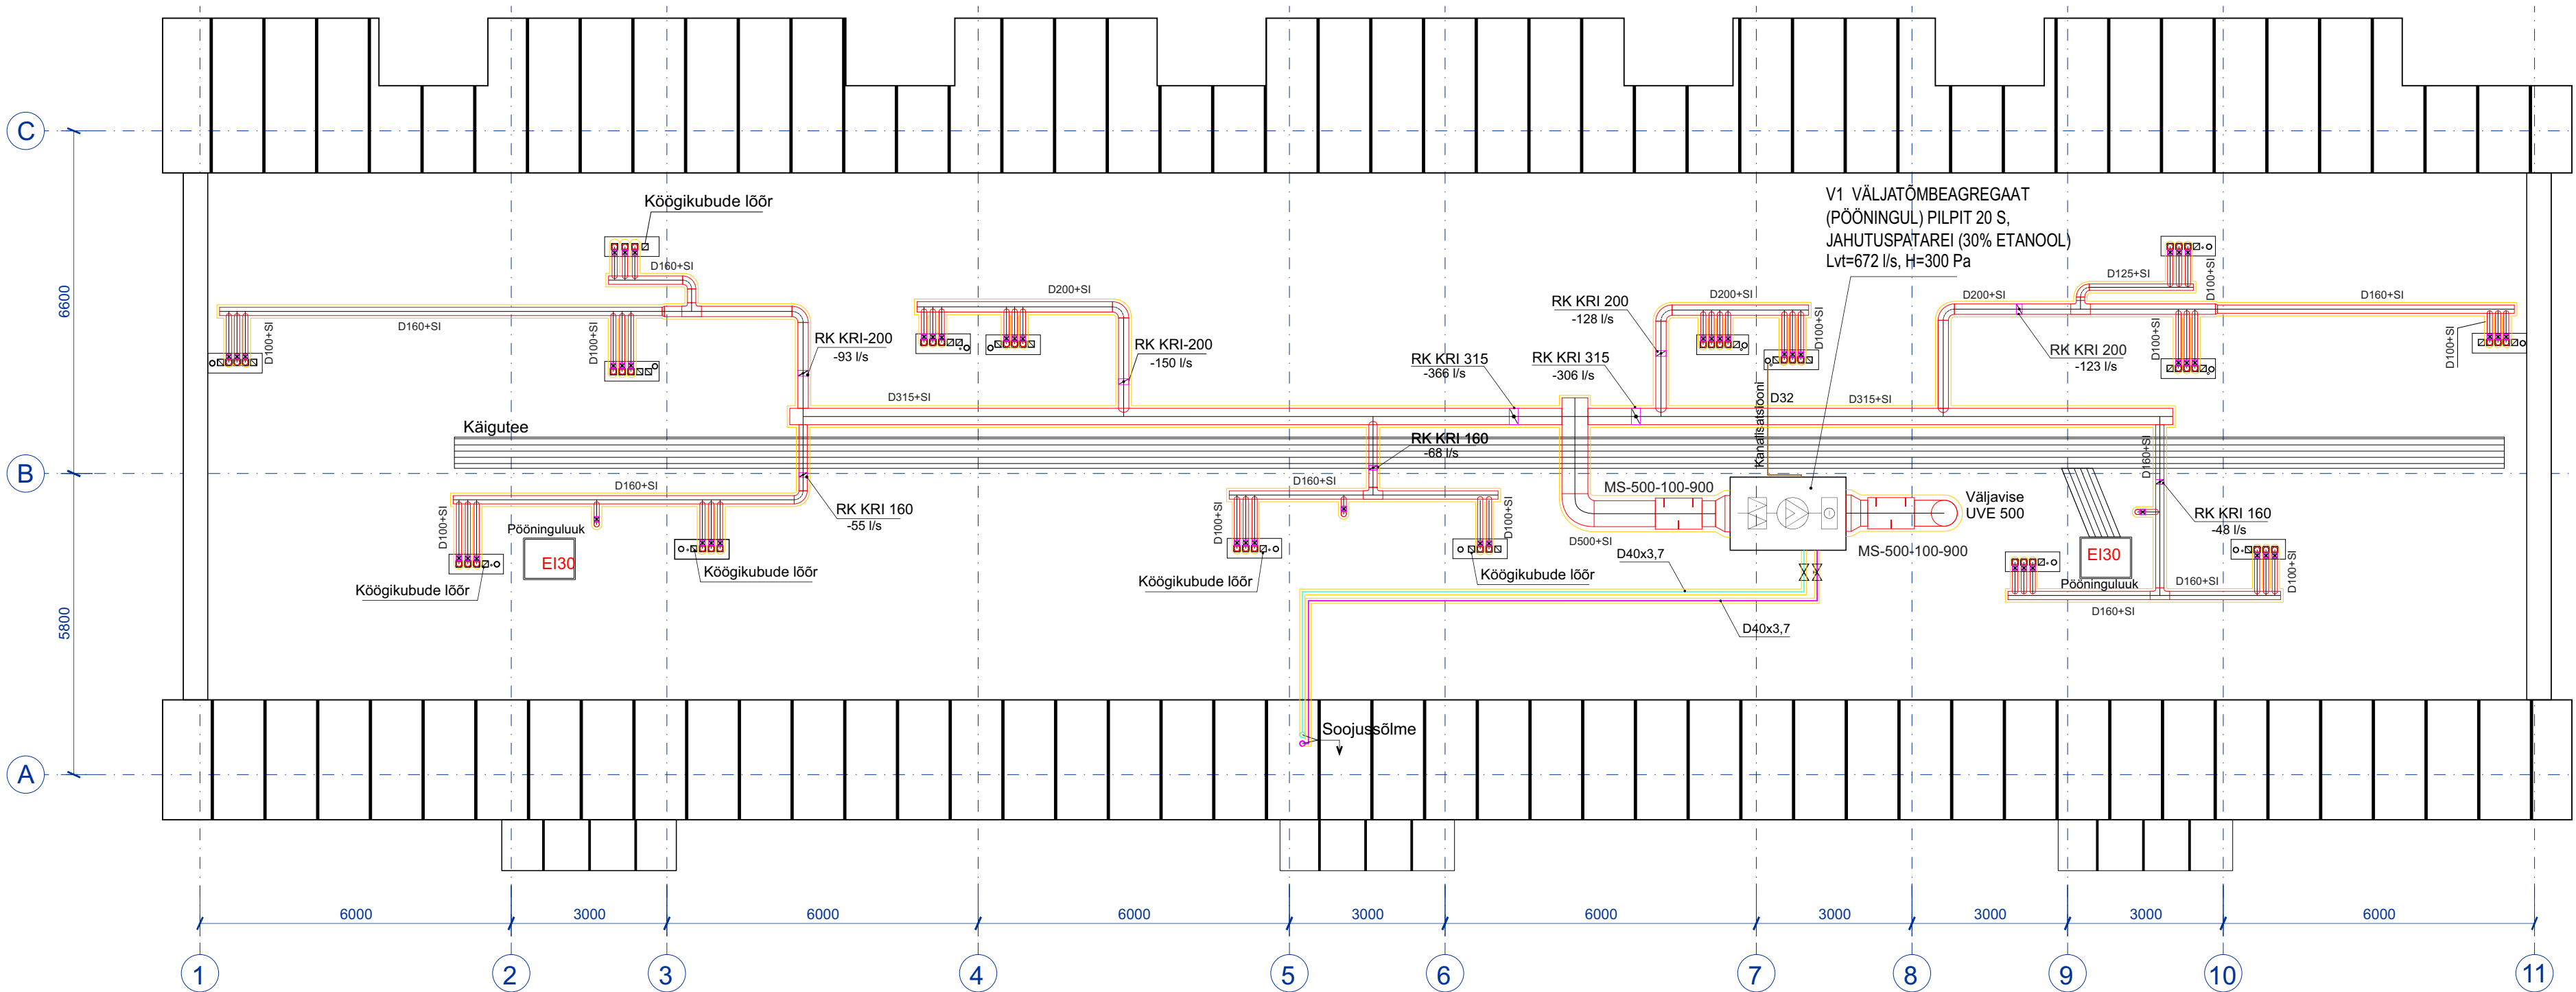 V1 VÄLJATÕMBEAGREGAAT
(PÖÖNINGUL) PILPIT 20 S,
JAHUTUSPATAREI (30% ETANOOL)
Lvt=672 l/s, H=300 Pa
Köögikubude lõõr
C
D160+SI
D125+SI
D100+SI
D200+SI
D200+SI
D200+SI
D160+SI
6600
RK KRI 200
-128 l/s
D160+SI
D100+SI
D100+SI
RK KRI-200
-93 l/s
RK KRI-200
-150 l/s
RK KRI 315
-366 l/s
RK KRI 315
-306 l/s
D100+SI
D100+SI
RK KRI 200
-123 l/s
D100+SI
D315+SI
Kanalisatsiooni
D32
D315+SI
Käigutee
RK KRI 160
-68 l/s
D160+SI
B
D160+SI
D160+SI
MS-500-100-900
Väljavise
UVE 500
RK KRI 160
-55 l/s
D100+SI
Pööninguluuk
EI30
D100+SI
D100+SI
D500+SI
MS-500-100-900
RK KRI 160
-48 l/s
EI30
Pööninguluuk
D160+SI
D100+SI
D160+SI
Köögikubude lõõr
Köögikubude lõõr
Köögikubude lõõr
Köögikubude lõõr
D40x3,7
D40x3,7
5800
Soojussõlme
A
6000
3000
6000
6000
3000
6000
3000
3000
3000
6000
1
2
3
4
5
6
7
8
9
10
11